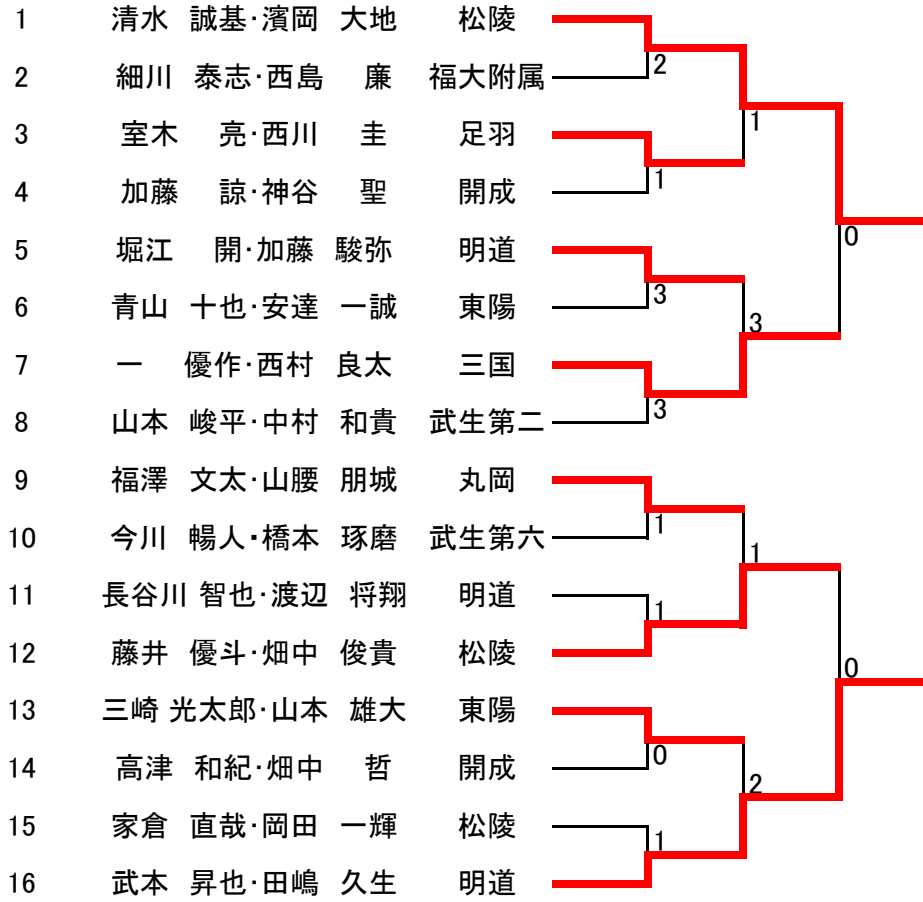 1 清水 誠基・濱岡 大地 松陵
2
2 細川 泰志・西島 廉 福大附属
1
3 室木 亮・西川 圭 足羽
1
4 加藤 諒・神谷 聖 開成
0
5 堀江 開・加藤 駿弥 明道
3
6 青山 十也・安達 一誠 東陽
3
7 一 優作・西村 良太 三国
3
8 山本 峻平・中村 和貴 武生第二
9 福澤 文太・山腰 朋城 丸岡
1
10 今川 暢人・橋本 琢磨 武生第六
1
11 長谷川 智也・渡辺 将翔 明道
1
12 藤井 優斗・畑中 俊貴 松陵
0
13 三崎 光太郎・山本 雄大 東陽
0
14 高津 和紀・畑中 哲 開成
2
15 家倉 直哉・岡田 一輝 松陵
1
16 武本 昇也・田嶋 久生 明道